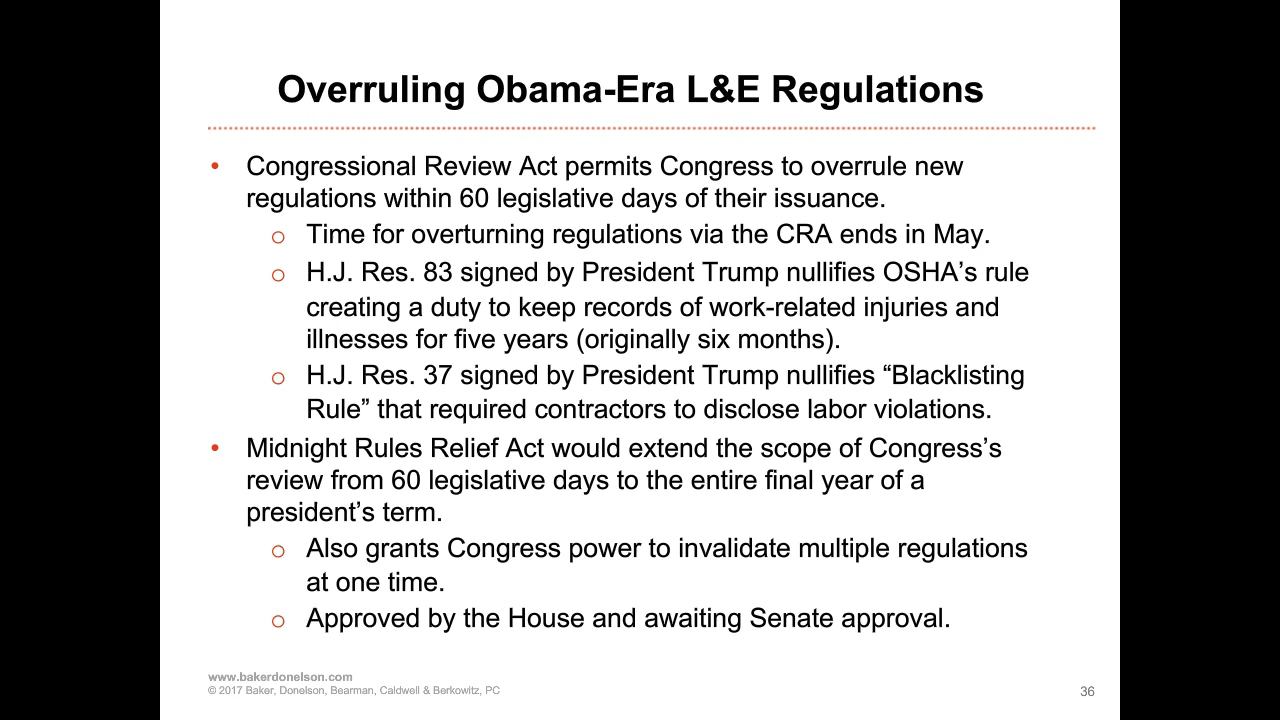 Overruling Obama-Era L&E Regulations
• Congressional Review Act permits Congress to overrule new
regulations within 60 legislative days of their issuance.
o Time for overturning regulations via the CRA ends in May.
o H.J. Res. 83 signed by President Trump nullifies OSHA’s rule
creating a duty to keep records of work-related injuries and
illnesses for five years (originally six months).
o H.J. Res. 37 signed by President Trump nullifies “Blacklisting
Rule” that required contractors to disclose labor violations.
• Midnight Rules Relief Act would extend the scope of Congress’s
review from 60 legislative days to the entire final year of a
president’s term.
o Also grants Congress power to invalidate multiple regulations
at one time.
o Approved by the House and awaiting Senate approval.
www.bakerdonelson.com
© 2017 Baker, Donelson, Bearman, Caldwell & Berkowitz, PC
36